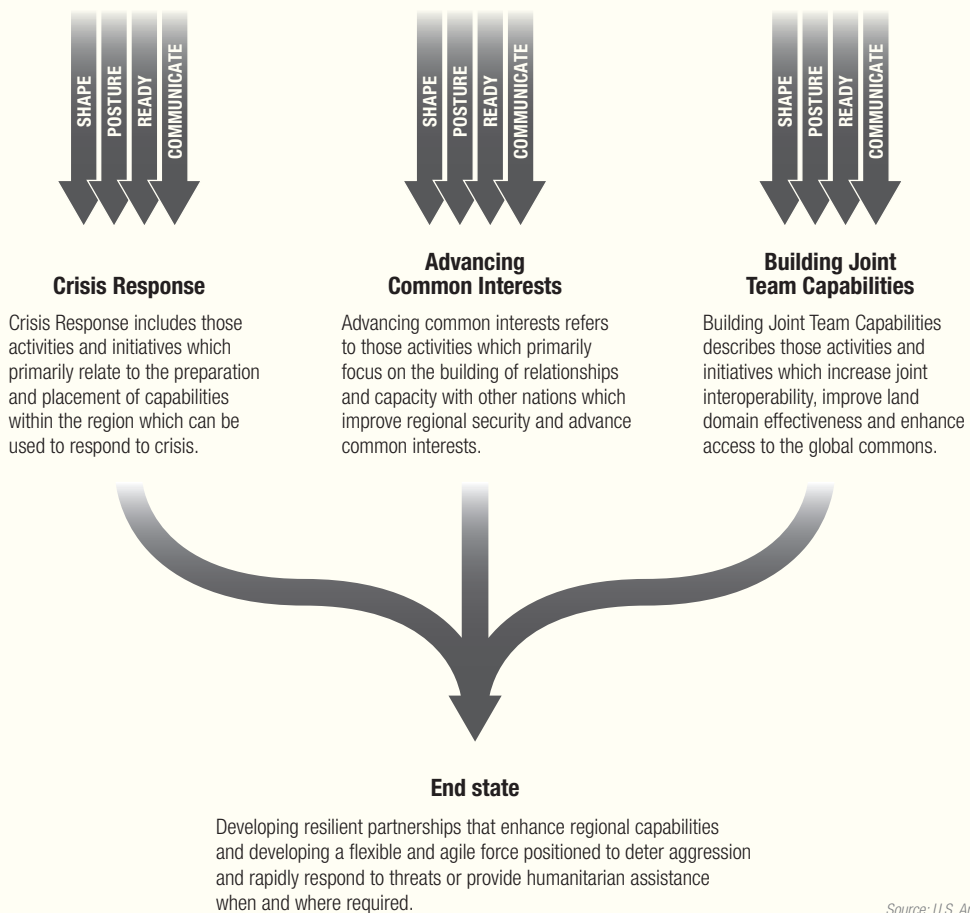 SHAPE
POSTURE
READY
COMMUNICATE
SHAPE
POSTURE
READY
COMMUNICATE
SHAPE
POSTURE
READY
COMMUNICATE
Crisis Response
Crisis Response includes those
activities and initiatives which
primarily relate to the preparation
and placement of capabilities
within the region which can be
used to respond to crisis.
Advancing
Common Interests
Advancing common interests refers
to those activities which primarily
focus on the building of relationships
and capacity with other nations which
improve regional security and advance
common interests.
Building Joint
Team Capabilities
Building Joint Team Capabilities
describes those activities and
initiatives which increase joint
interoperability, improve land
domain effectiveness and enhance
access to the global commons.
End state
Developing resilient partnerships that enhance regional capabilities
and developing a flexible and agile force positioned to deter aggression
and rapidly respond to threats or provide humanitarian assistance
when and where required.
Source: U.S.